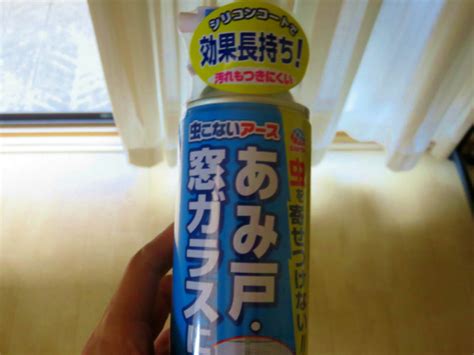 シリコンコートで
効果長持ち!
汚れもつきにくい
虫こないアース
あみ戸・
窓ガラスに
虫を寄せつけない!